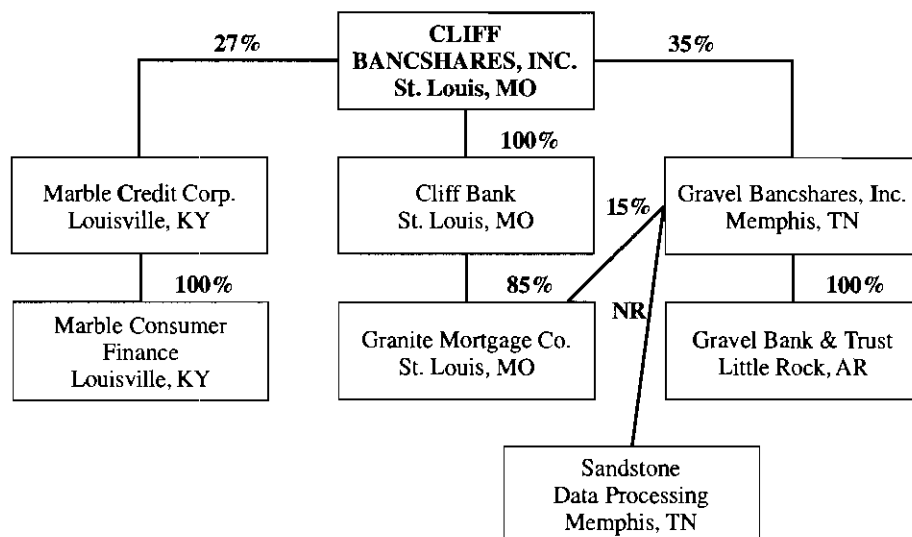 27%
CLIFF
BANCSHARES, INC.
St. Louis, MO
35%
100%
Marble Credit Corp.
Louisville, KY
Cliff Bank
St. Louis, MO
15%
Gravel Bancshares, Inc.
Memphis, TN
100%
85%
100%
Marble Consumer
Finance
Louisville, KY
Granite Mortgage Co.
St. Louis, MO
NR
Gravel Bank & Trust
Little Rock, AR
Sandstone
Data Processing
Memphis, TN